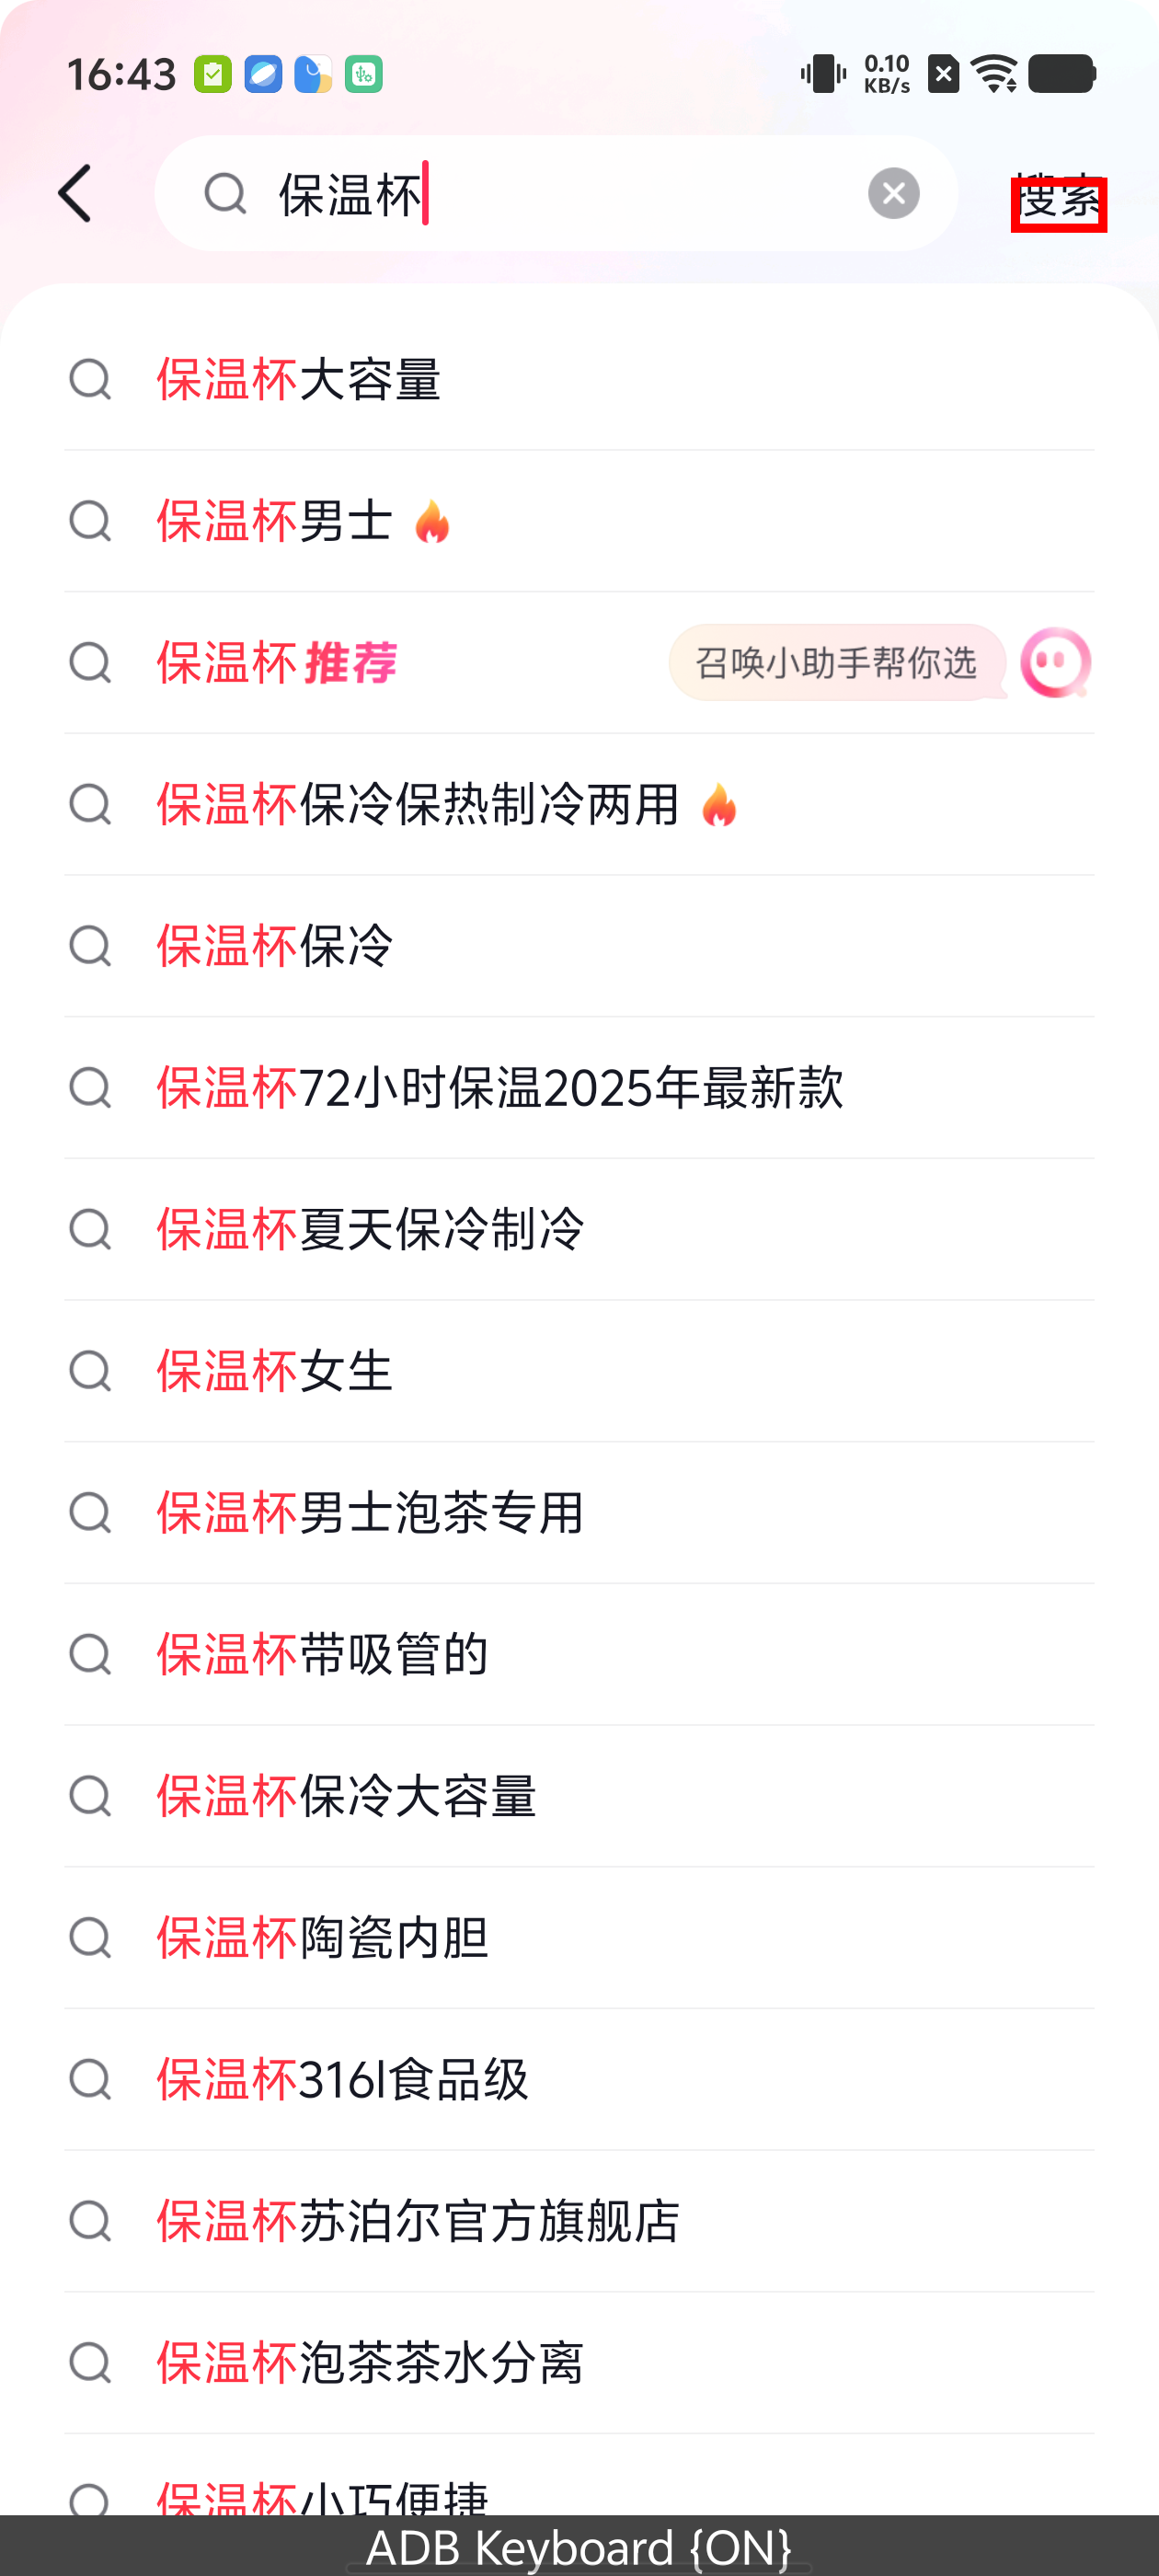 16:43
0.10
KB/s
保温杯
搜索
保温杯大容量
保温杯男士
保温杯推荐
召唤小助手帮你选
保温杯保冷保热制冷两用
保温杯保冷
保温杯72小时保温2025年最新款
保温杯夏天保冷制冷
保温杯女生
保温杯男士泡茶专用
保温杯带吸管的
保温杯保冷大容量
保温杯陶瓷内胆
保温杯316l食品级
保温杯苏泊尔官方旗舰店
保温杯泡茶茶水分离
保温杯小巧便捷
ADB Keyboard {ON}